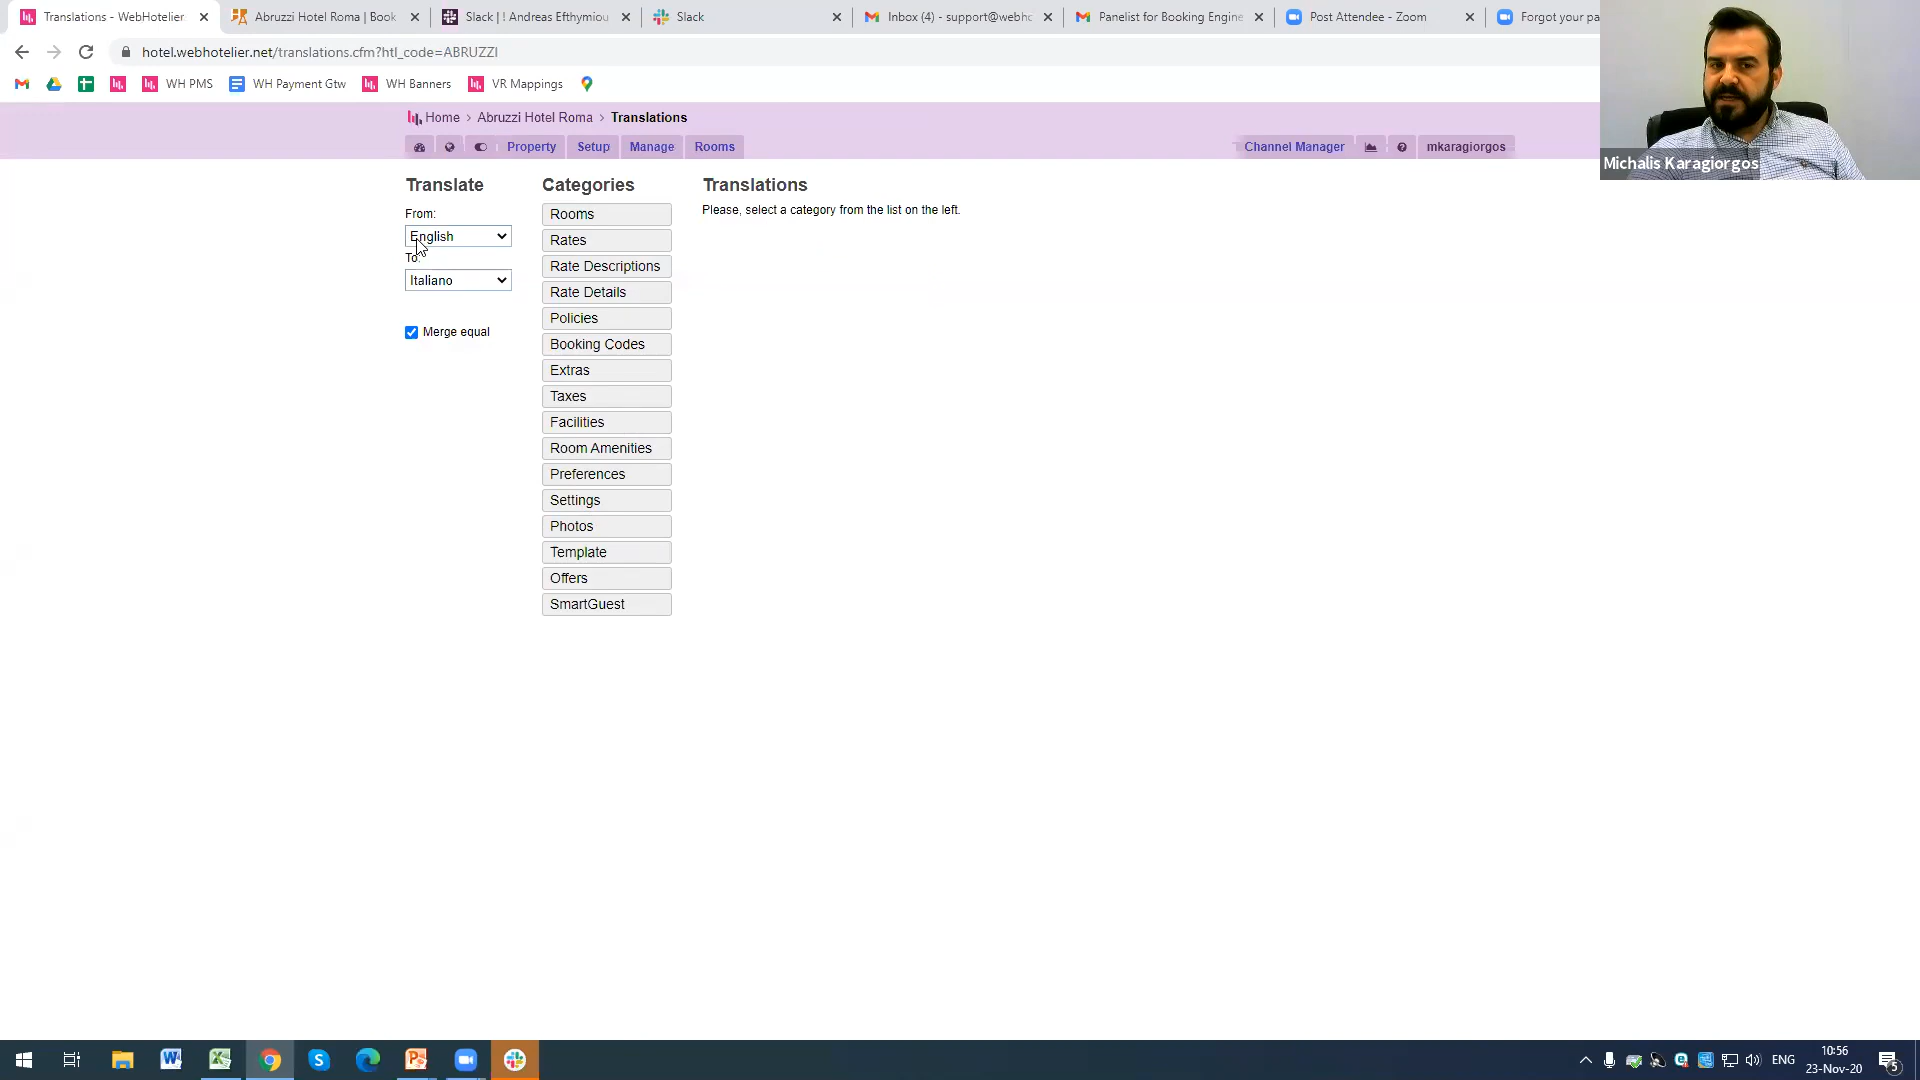 Translations - WebHotelier
Abruzzi Hotel Roma | Book
Slack | ! Andreas Efthymiou
Slack
Inbox (4) - support@webho
Panelist for Booking Engine
Post Attendee - Zoom
Forgot your pa
hotel.webhotelier.net/translations.cfm?htl_code=ABRUZZI
WH PMS
WH Payment Gtw
WH Banners
VR Mappings
Home > Abruzzi Hotel Roma > Translations
Property
Setup
Manage
Rooms
Channel Manager
mkaragiorgos
Michalis Karagiorgos
Translate
From:
English
To:
Italiano
Merge equal
Categories
Rooms
Rates
Rate Descriptions
Rate Details
Policies
Booking Codes
Extras
Taxes
Facilities
Room Amenities
Preferences
Settings
Photos
Template
Offers
SmartGuest
Translations
Please, select a category from the list on the left.
ENG
10:56
23-Nov-20
5